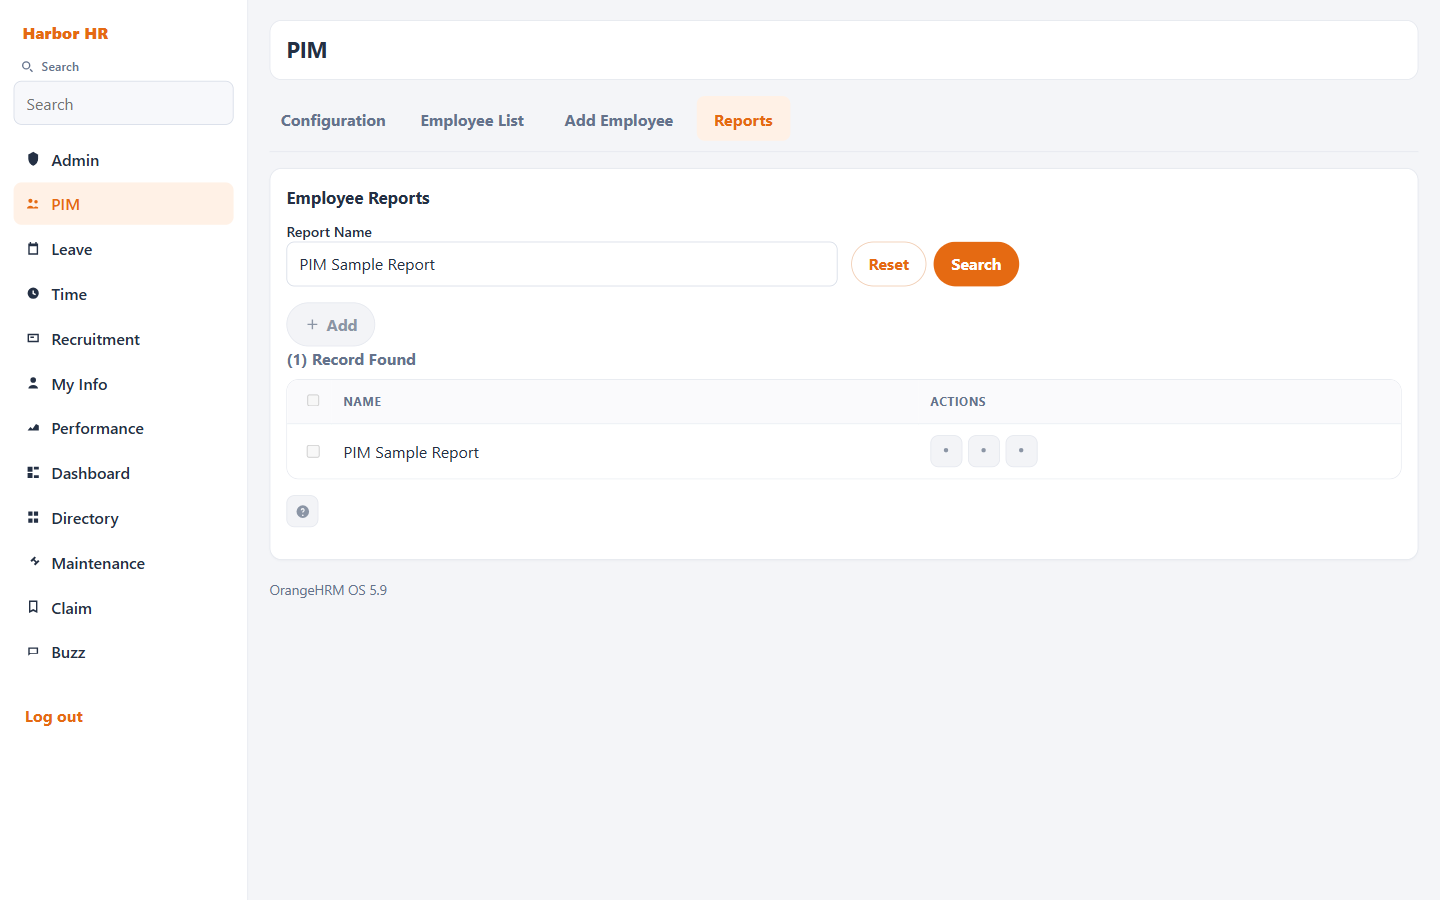 Harbor HR
Search
Search
Admin
PIM
Leave
Time
Recruitment
My Info
Performance
Dashboard
Directory
Maintenance
Claim
Buzz
Log out
PIM
Configuration Employee List Add Employee Reports
Employee Reports
Report Name
PIM Sample Report Reset Search
+ Add
(1) Record Found
NAME ACTIONS
PIM Sample Report
OrangeHRM OS 5.9